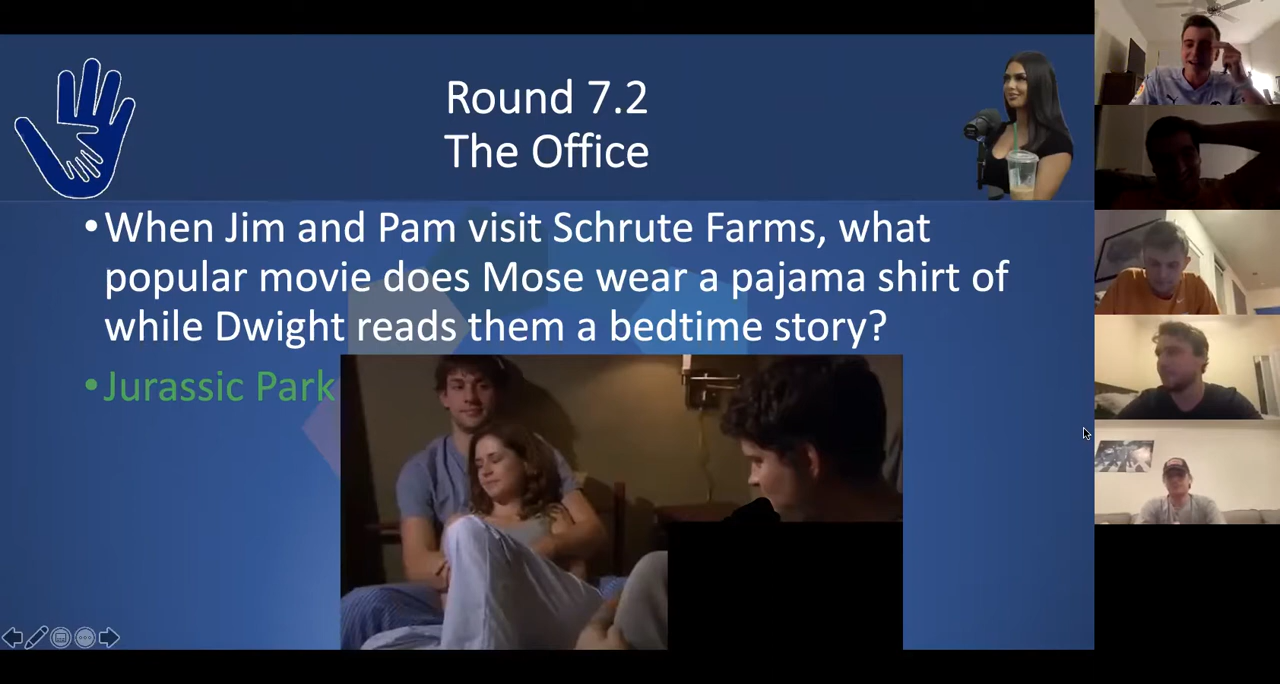 Round 7.2
The Office
•When Jim and Pam visit Schrute Farms, what
popular movie does Mose wear a pajama shirt of
while Dwight reads them a bedtime story?
•Jurassic Park